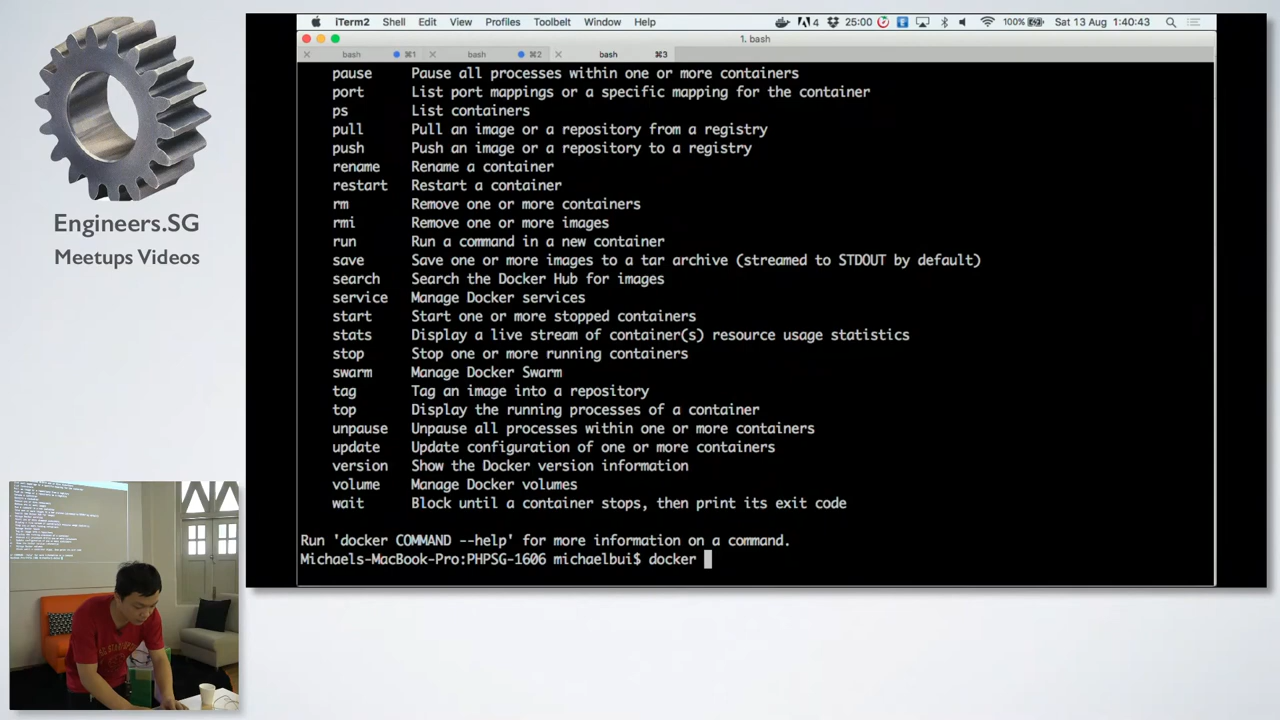 Engineers.SG
Meetups Videos
iTerm2 Shell Edit View Profiles Toolbelt Window Help 4 25:00 100% Sat 13 Aug 1:40:43
1. bash
bash ⌘1 bash ⌘2 bash ⌘3
pause Pause all processes within one or more containers
port List port mappings or a specific mapping for the container
ps List containers
pull Pull an image or a repository from a registry
push Push an image or a repository to a registry
rename Rename a container
restart Restart a container
rm Remove one or more containers
rmi Remove one or more images
run Run a command in a new container
save Save one or more images to a tar archive (streamed to STDOUT by default)
search Search the Docker Hub for images
service Manage Docker services
start Start one or more stopped containers
stats Display a live stream of container(s) resource usage statistics
stop Stop one or more running containers
swarm Manage Docker Swarm
tag Tag an image into a repository
top Display the running processes of a container
unpause Unpause all processes within one or more containers
update Update configuration of one or more containers
version Show the Docker version information
volume Manage Docker volumes
wait Block until a container stops, then print its exit code
Run 'docker COMMAND --help' for more information on a command.
Michaels-MacBook-Pro:PHPSG-1606 michaelbui$ docker